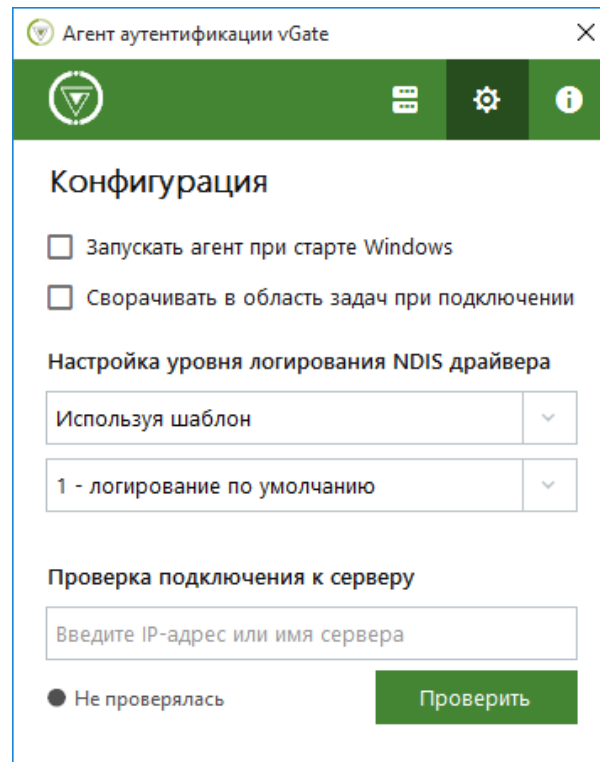 Агент аутентификации vGate
Конфигурация
Запускать агент при старте Windows
Сворачивать в область задач при подключении
Настройка уровня логирования NDIS драйвера
Используя шаблон
1 - логирование по умолчанию
Проверка подключения к серверу
Введите IP-адрес или имя сервера
Не проверялась
Проверить